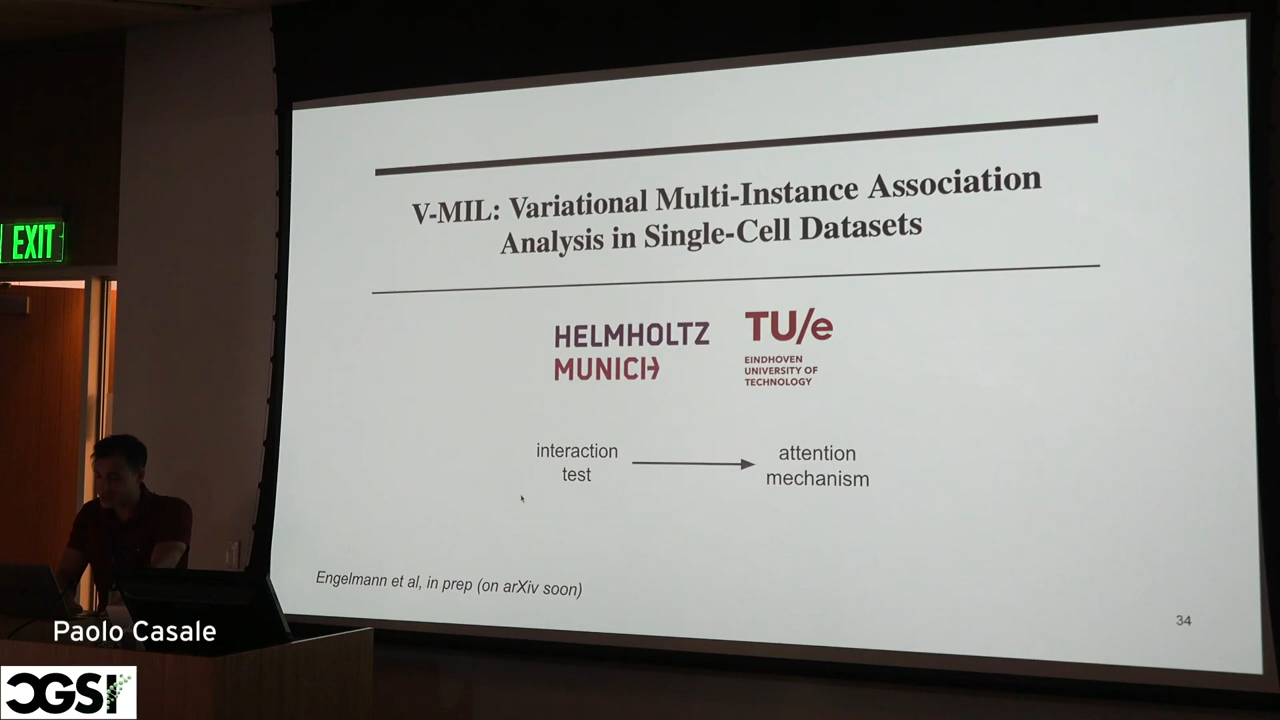 V-MIL: Variational Multi-Instance Association
Analysis in Single-Cell Datasets
HELMHOLTZ
MUNICH
TU/e
EINDHOVEN
UNIVERSITY OF
TECHNOLOGY
EXIT
interaction
test
attention
mechanism
Engelmann et al, in prep (on arXiv soon)
34
Paolo Casale
CGSI